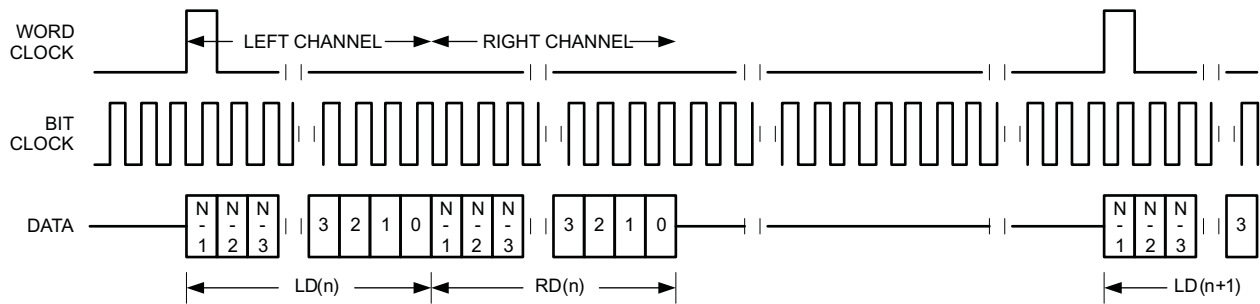 WORD
CLOCK
LEFT CHANNEL
RIGHT CHANNEL
BIT
CLOCK
DATA
N-1 N-2 N-3 3 2 1 0 N-1 N-2 N-3 3 2 1 0 N-1 N-2 N-3 3
LD(n) RD(n) LD(n+1)